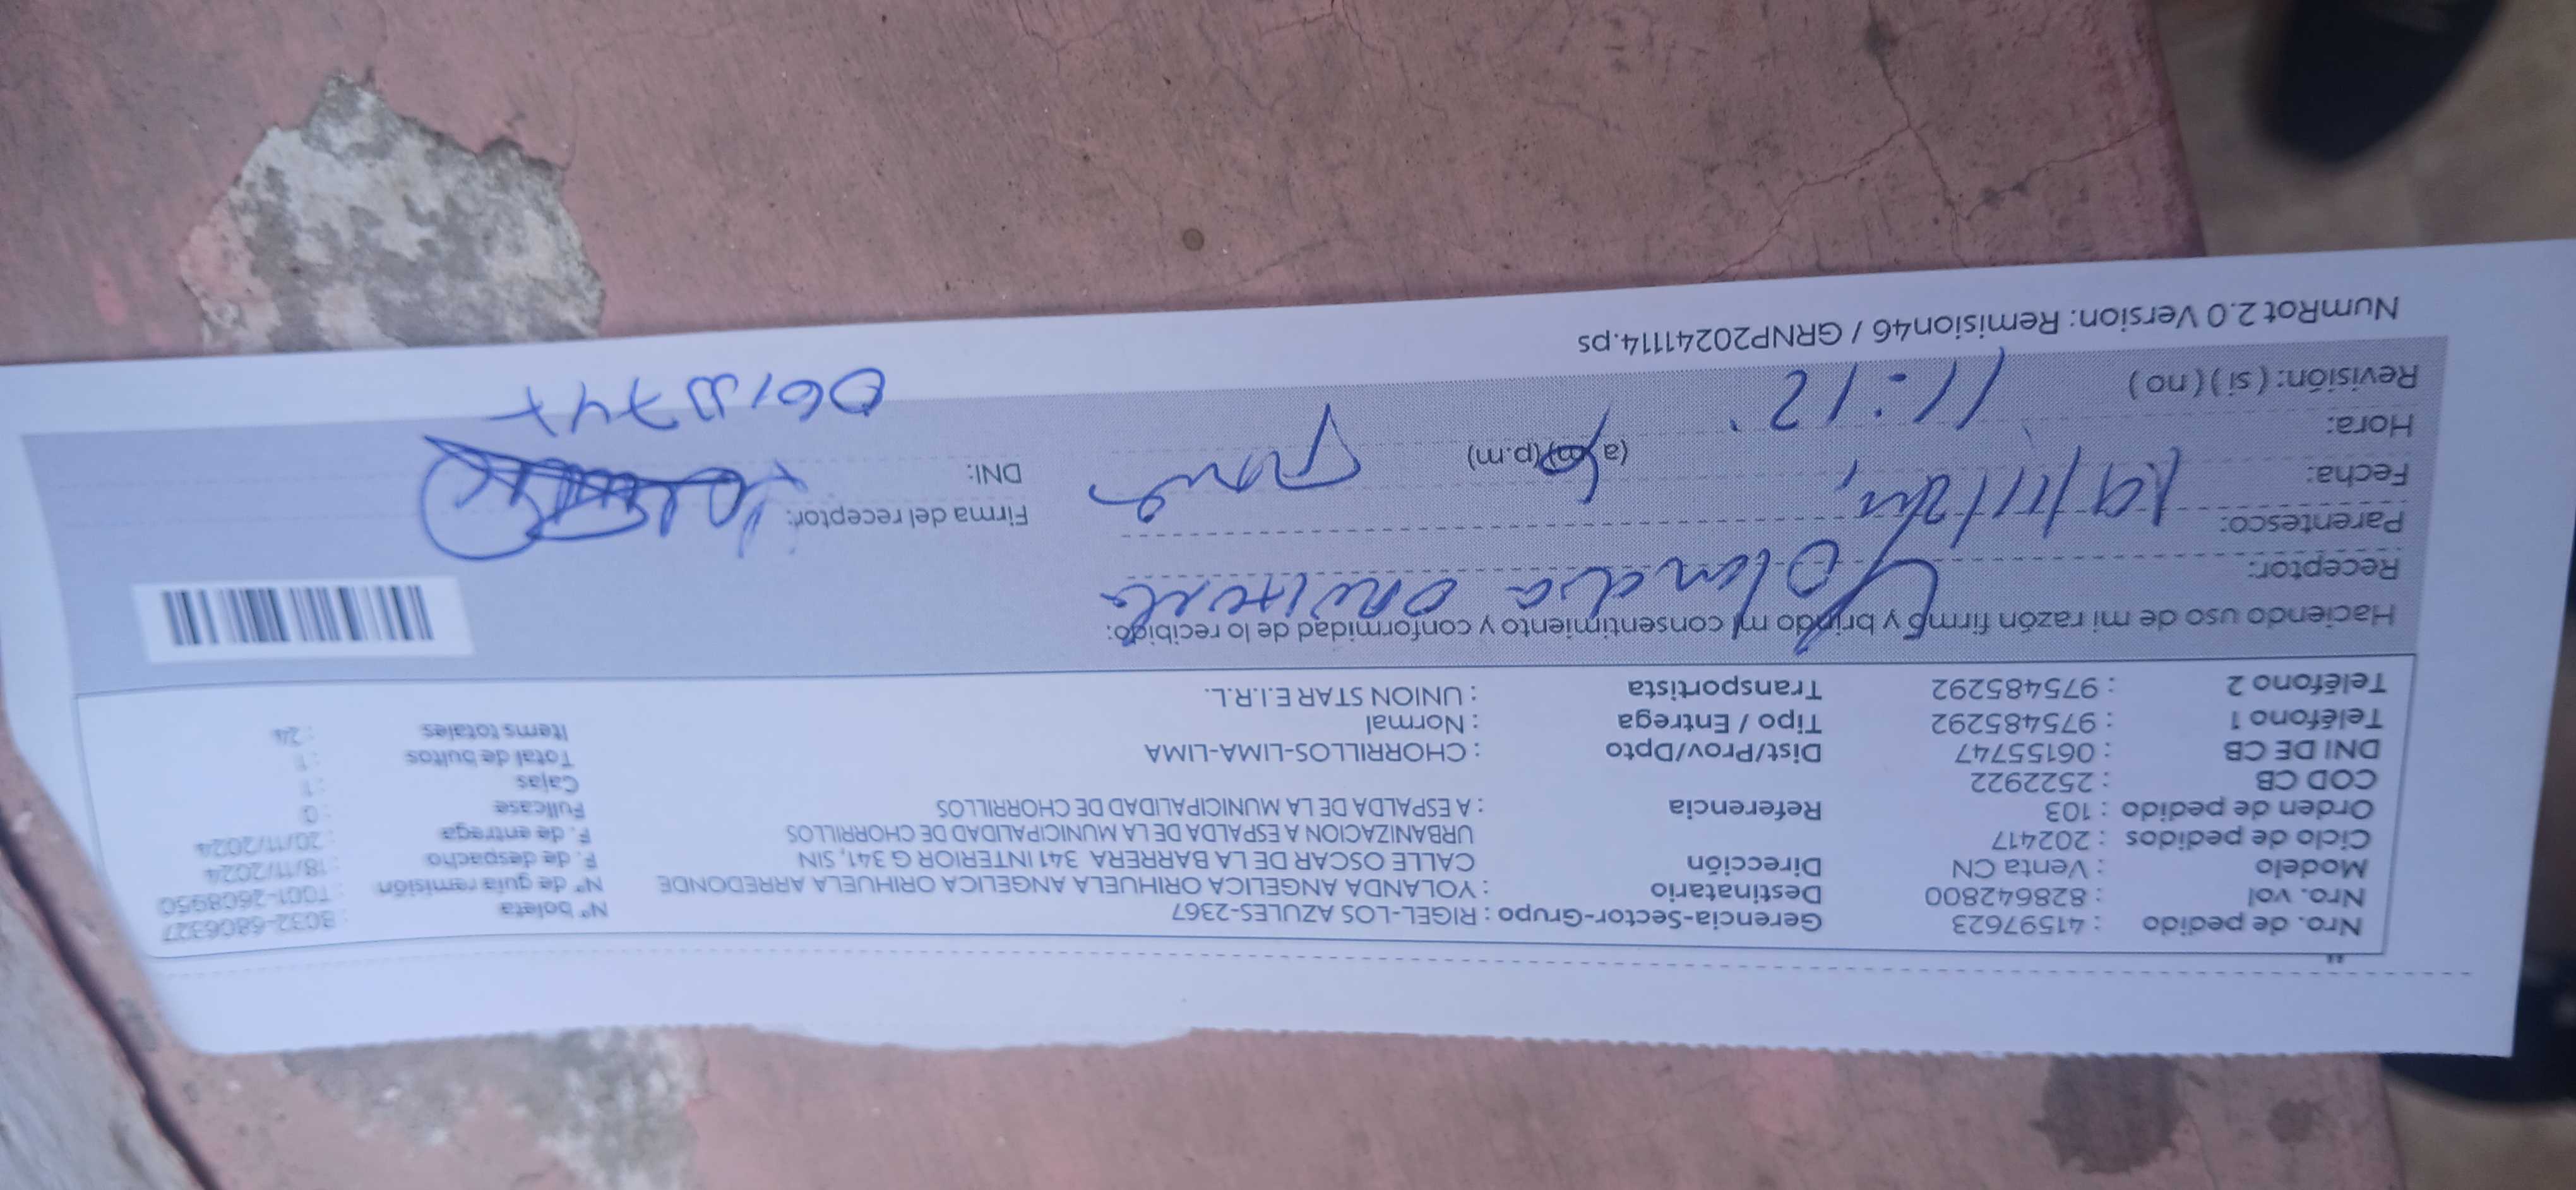 Nro. de pedido : 41597623 Gerencia-Sector-Grupo : RIGEL-LOS AZULES-2367 N° boleta : B032-6806327
Nro. vol : 828642800 Destinatario : YOLANDA ANGELICA ORIHUELA ANGELICA ORIHUELA ARREDONDE N° de guia remisión : T001-2608950
Modelo : Venta CN Dirección CALLE OSCAR DE LA BARRERA 341 INTERIOR G 341, SIN F. de despacho : 18/11/2024
Ciclo de pedidos : 202417 URBANIZACION A ESPALDA DE LA MUNICIPALIDAD DE CHORRILLOS F. de entrega : 20/11/2024
Orden de pedido : 103 Referencia : A ESPALDA DE LA MUNICIPALIDAD DE CHORRILLOS Fullcase : 0
COD CB : 2522922 Cajas : 1
DNI DE CB : 06155747 Dist/Prov/Dpto : CHORRILLOS-LIMA-LIMA Total de bultos : 1
Teléfono 1 : 975485292 Tipo / Entrega : Normal Items totales : 24
Teléfono 2 : 975485292 Transportista : UNION STAR E.I.R.L.
Haciendo uso de mi razón firmo y brindo mi consentimiento y conformidad de lo recibido:
Receptor: Yolanda Orihuela
Parentesco: Firma del receptor:
Fecha: 19/11/24 DNI:
Hora: 11:12 (a.m)(p.m)
Revisión: ( si ) ( no )
NumRot 2.0 Version: Remision46 / GRNP20241114.ps